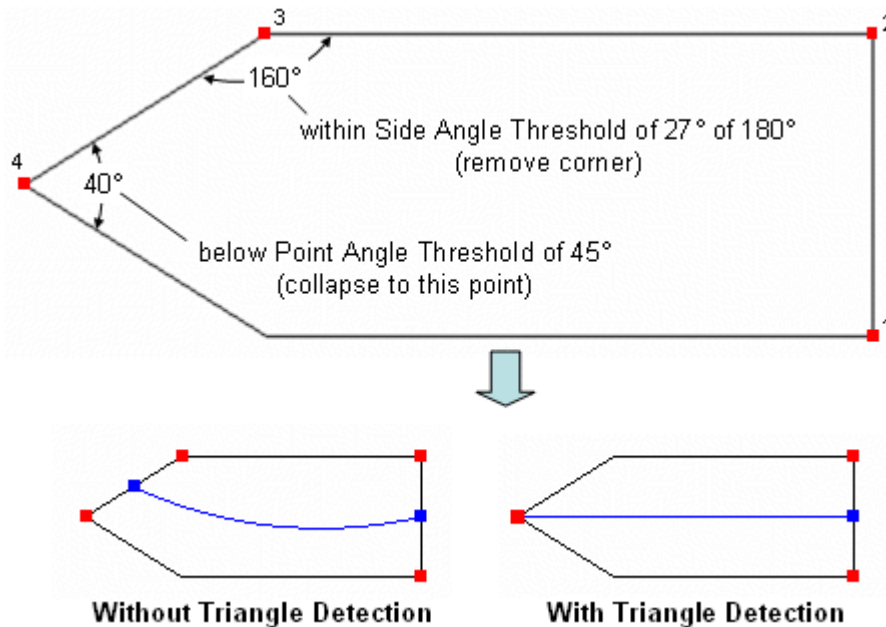 3
2
160°
within Side Angle Threshold of 27° of 180°
(remove corner)
4
40°
below Point Angle Threshold of 45°
(collapse to this point)
Without Triangle Detection
With Triangle Detection